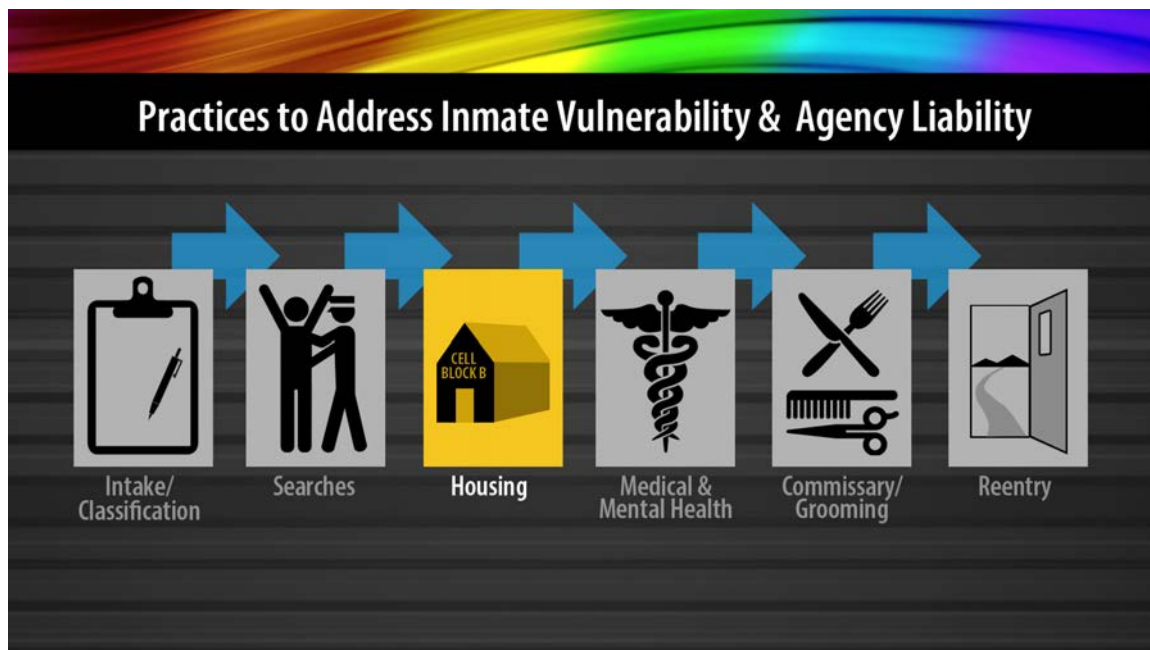 Practices to Address Inmate Vulnerability & Agency Liability
CELL
BLOCK B
Intake/
Classification
Searches
Housing
Medical &
Mental Health
Commissary/
Grooming
Reentry